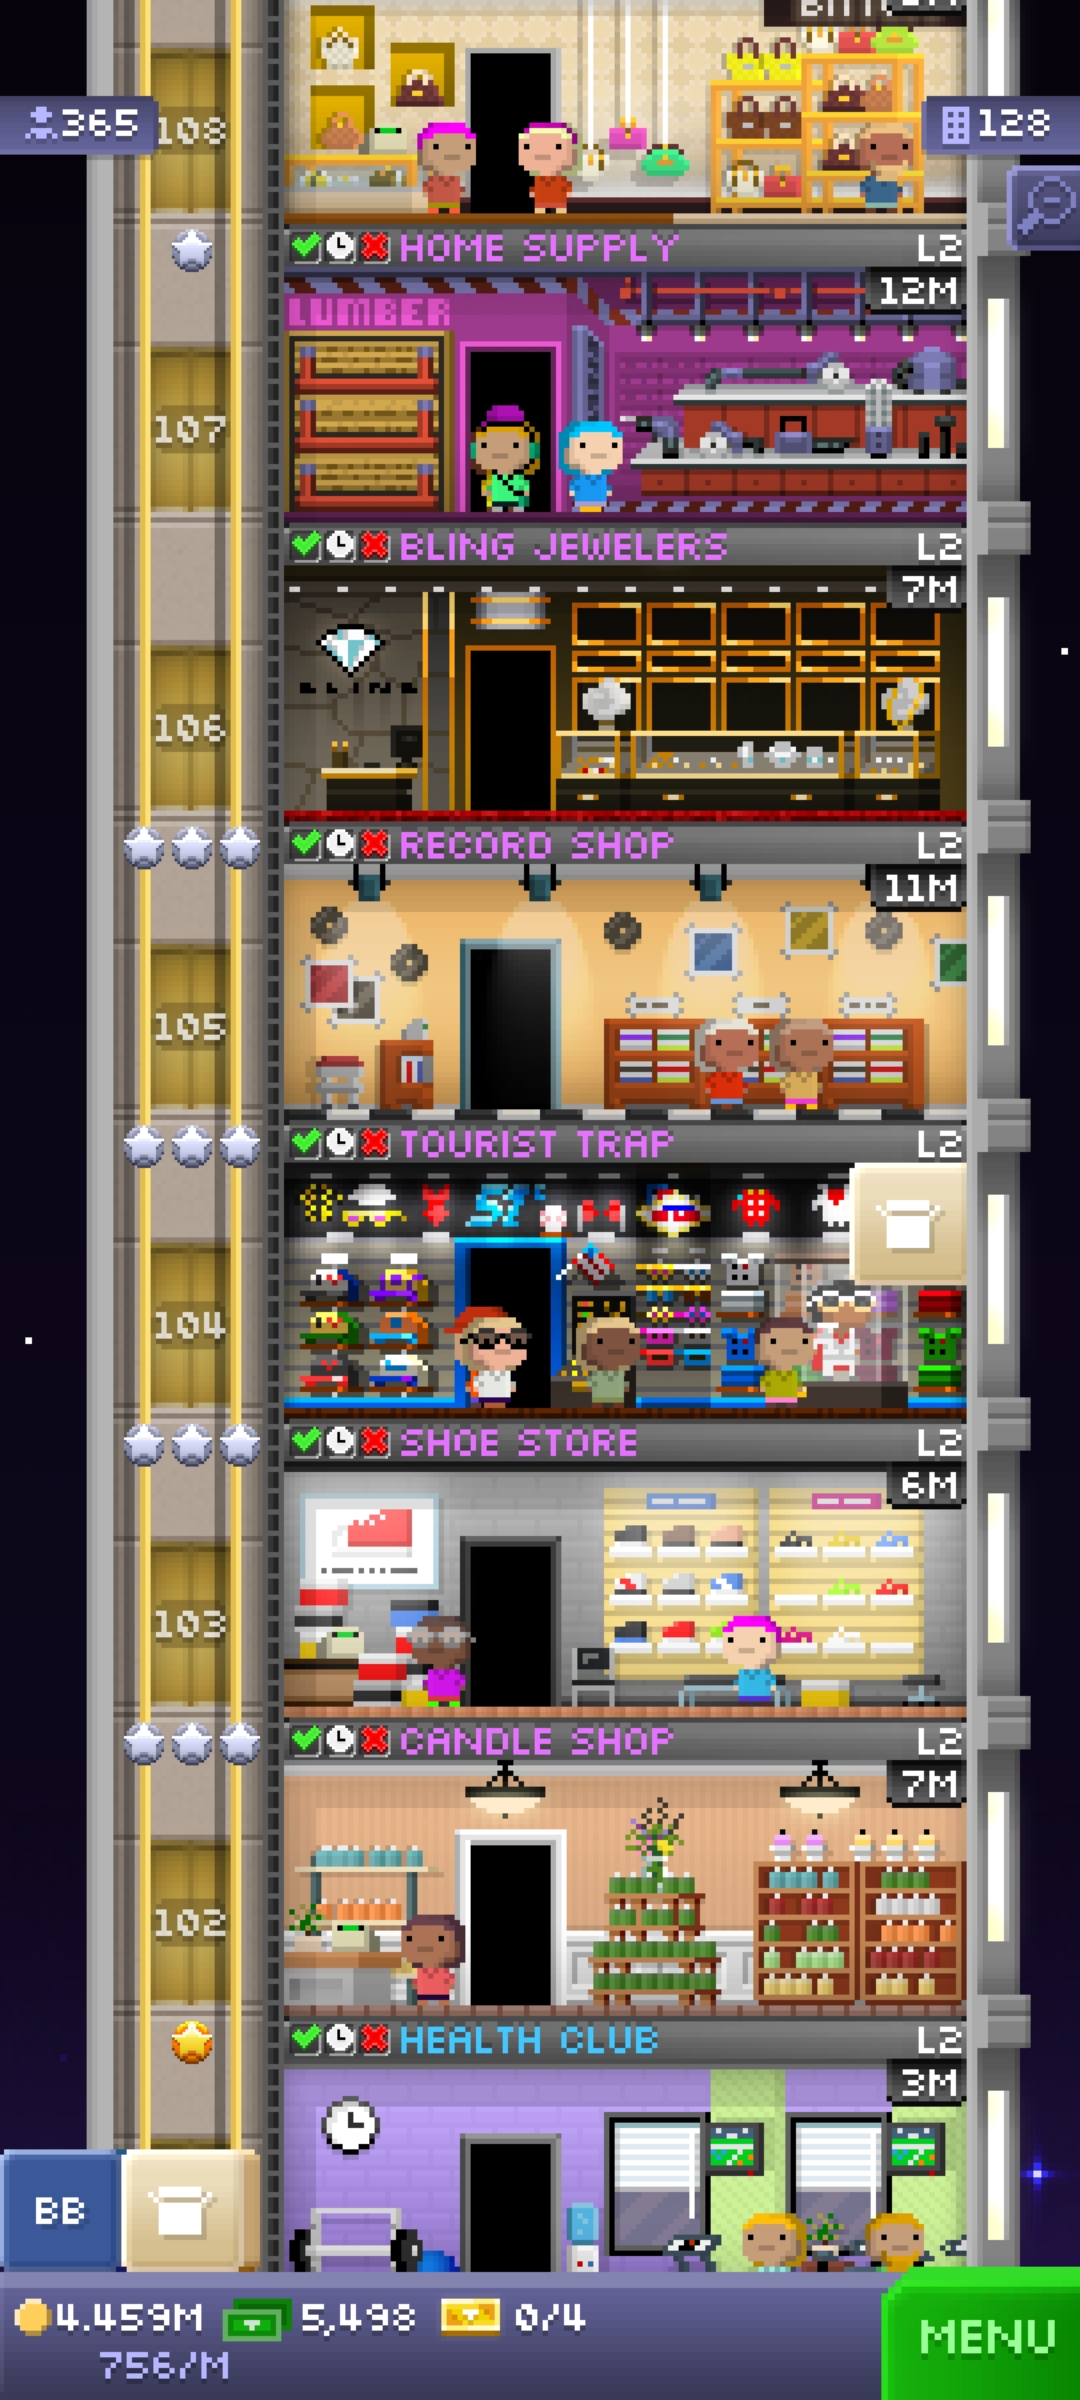 365
108
128
HOME SUPPLY L2
12M
LUMBER
107
BLING JEWELERS L2
7M
BLING
106
RECORD SHOP L2
11M
105
TOURIST TRAP L2
104
SHOE STORE L2
6M
103
CANDLE SHOP L2
7M
102
HEALTH CLUB L2
3M
BB
4.459M 5,498 0/4
756/M
MENU